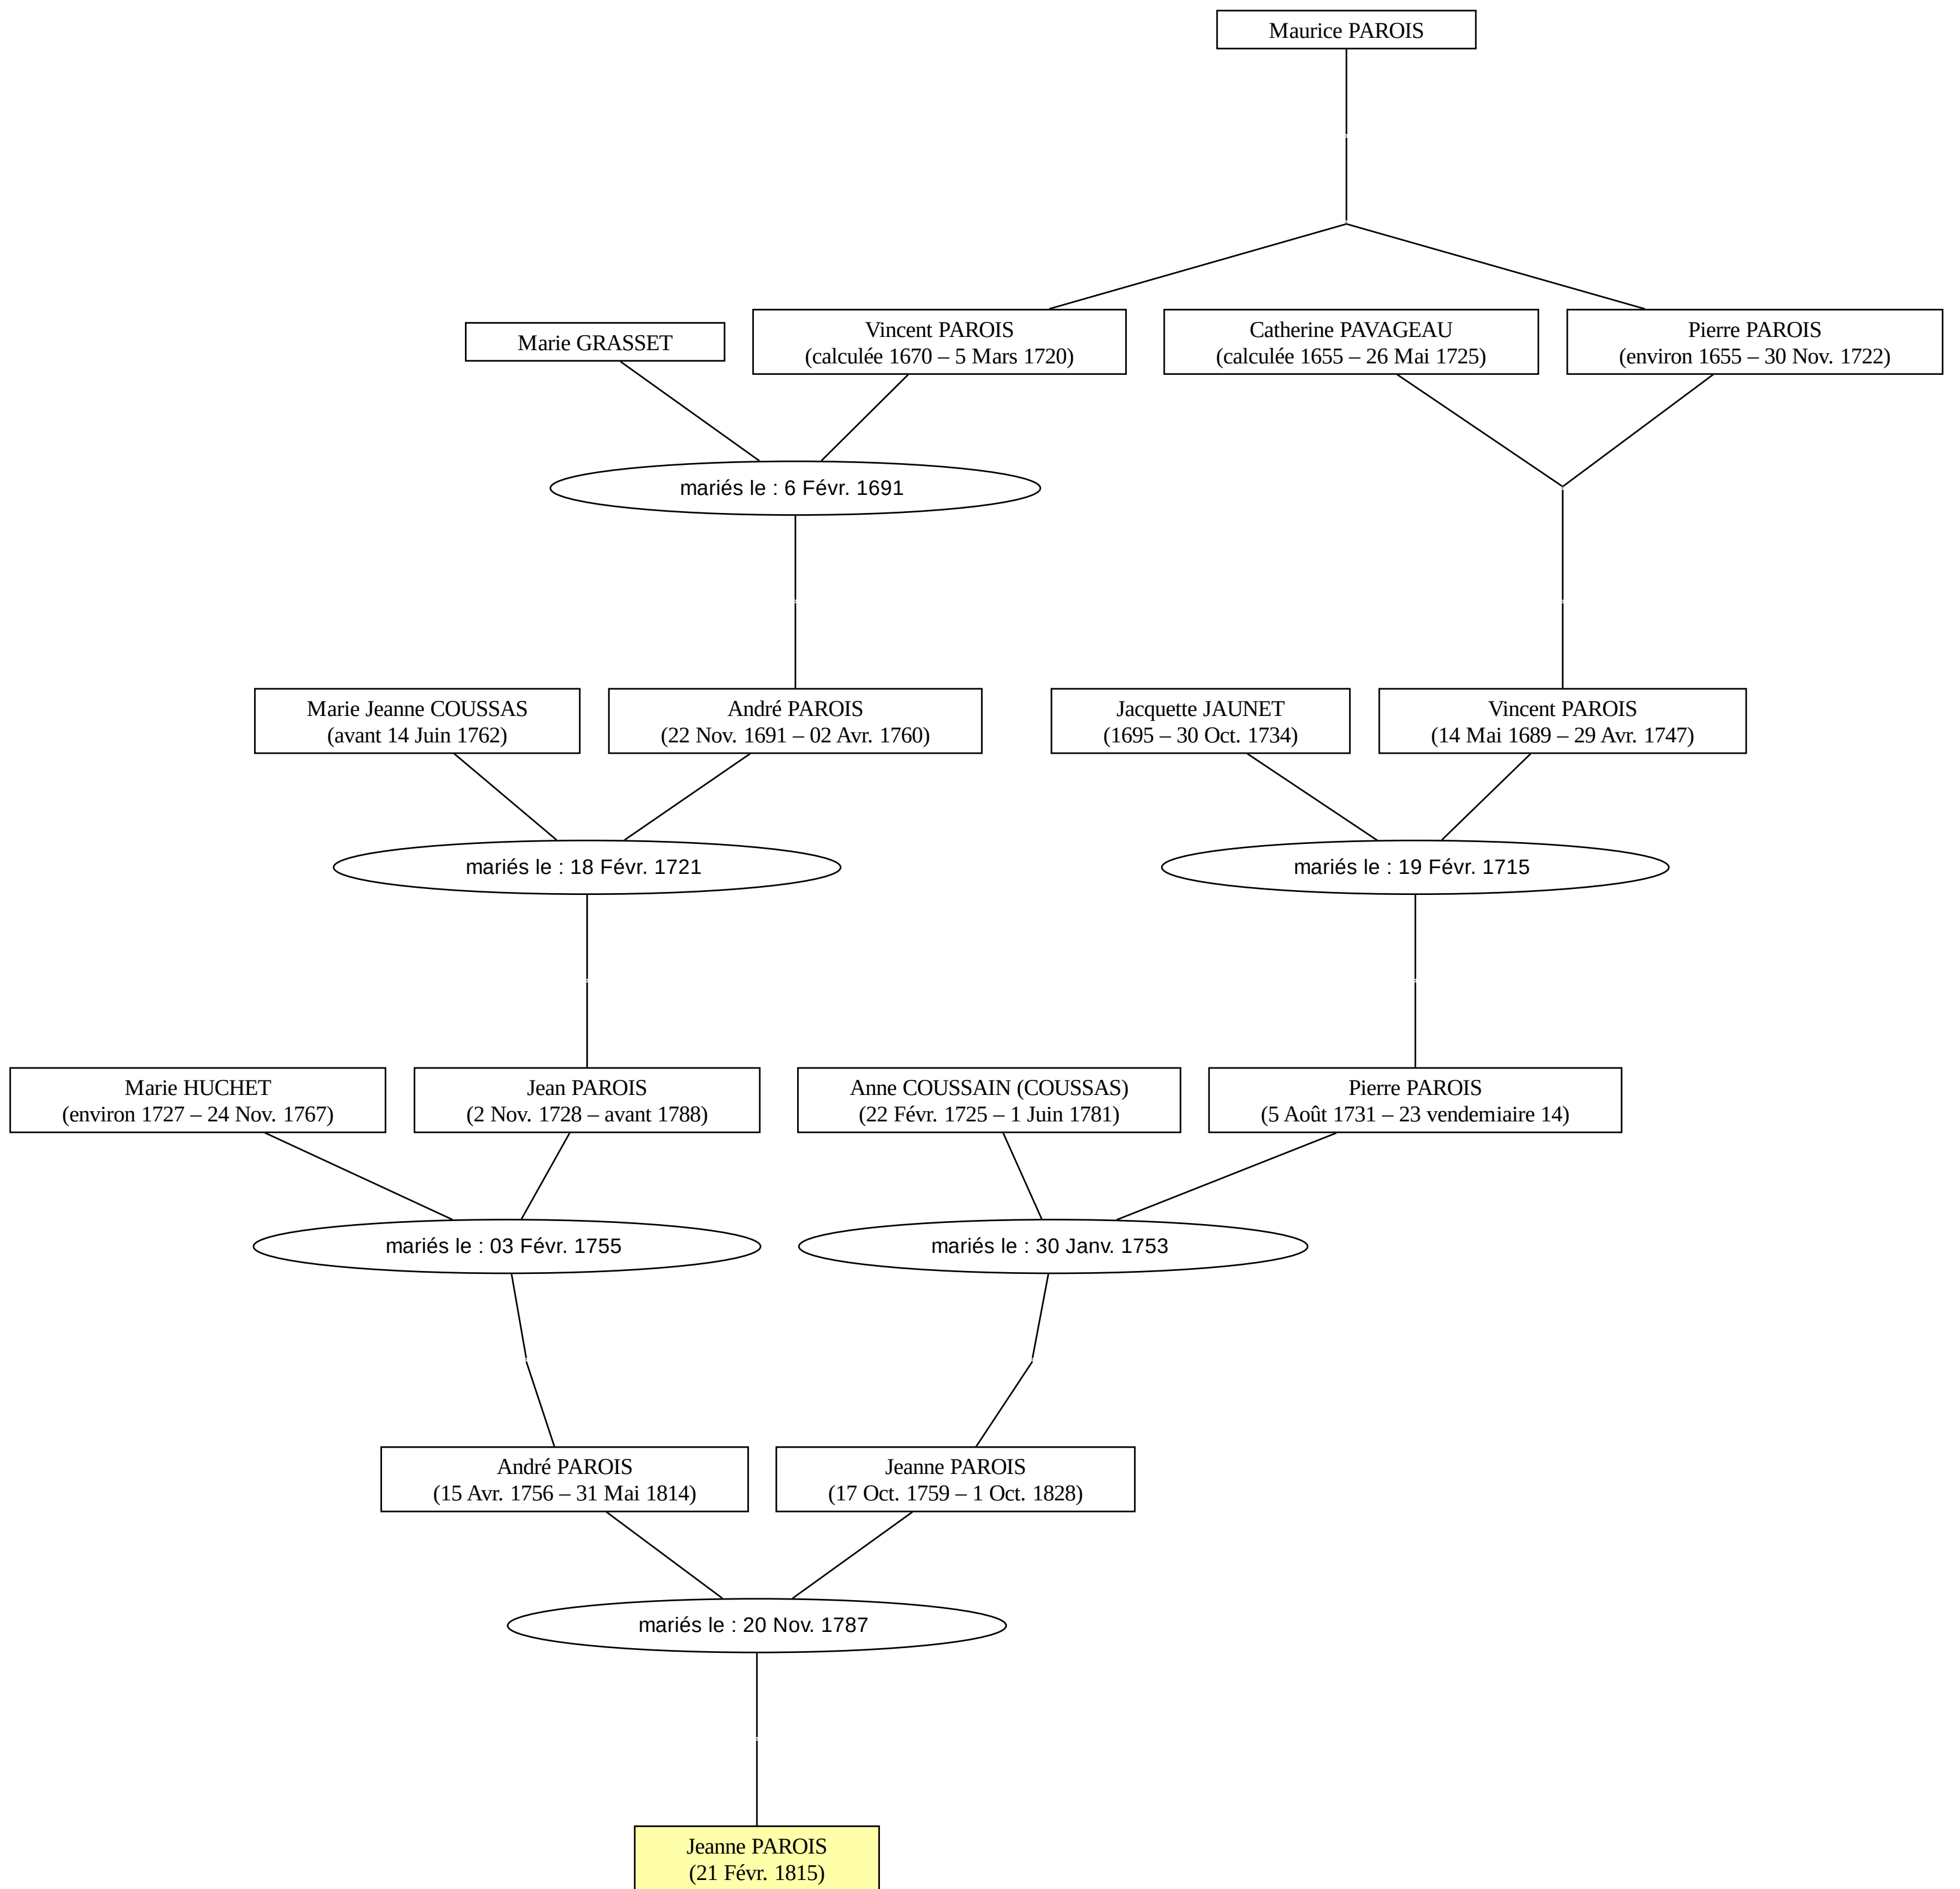 Maurice PAROIS
Marie GRASSET
Vincent PAROIS
(calculée 1670 – 5 Mars 1720)
Catherine PAVAGEAU
(calculée 1655 – 26 Mai 1725)
Pierre PAROIS
(environ 1655 – 30 Nov. 1722)
mariés le : 6 Févr. 1691
Marie Jeanne COUSSAS
(avant 14 Juin 1762)
André PAROIS
(22 Nov. 1691 – 02 Avr. 1760)
Jacquette JAUNET
(1695 – 30 Oct. 1734)
Vincent PAROIS
(14 Mai 1689 – 29 Avr. 1747)
mariés le : 18 Févr. 1721
mariés le : 19 Févr. 1715
Marie HUCHET
(environ 1727 – 24 Nov. 1767)
Jean PAROIS
(2 Nov. 1728 – avant 1788)
Anne COUSSAIN (COUSSAS)
(22 Févr. 1725 – 1 Juin 1781)
Pierre PAROIS
(5 Août 1731 – 23 vendemiaire 14)
mariés le : 03 Févr. 1755
mariés le : 30 Janv. 1753
André PAROIS
(15 Avr. 1756 – 31 Mai 1814)
Jeanne PAROIS
(17 Oct. 1759 – 1 Oct. 1828)
mariés le : 20 Nov. 1787
Jeanne PAROIS
(21 Févr. 1815)